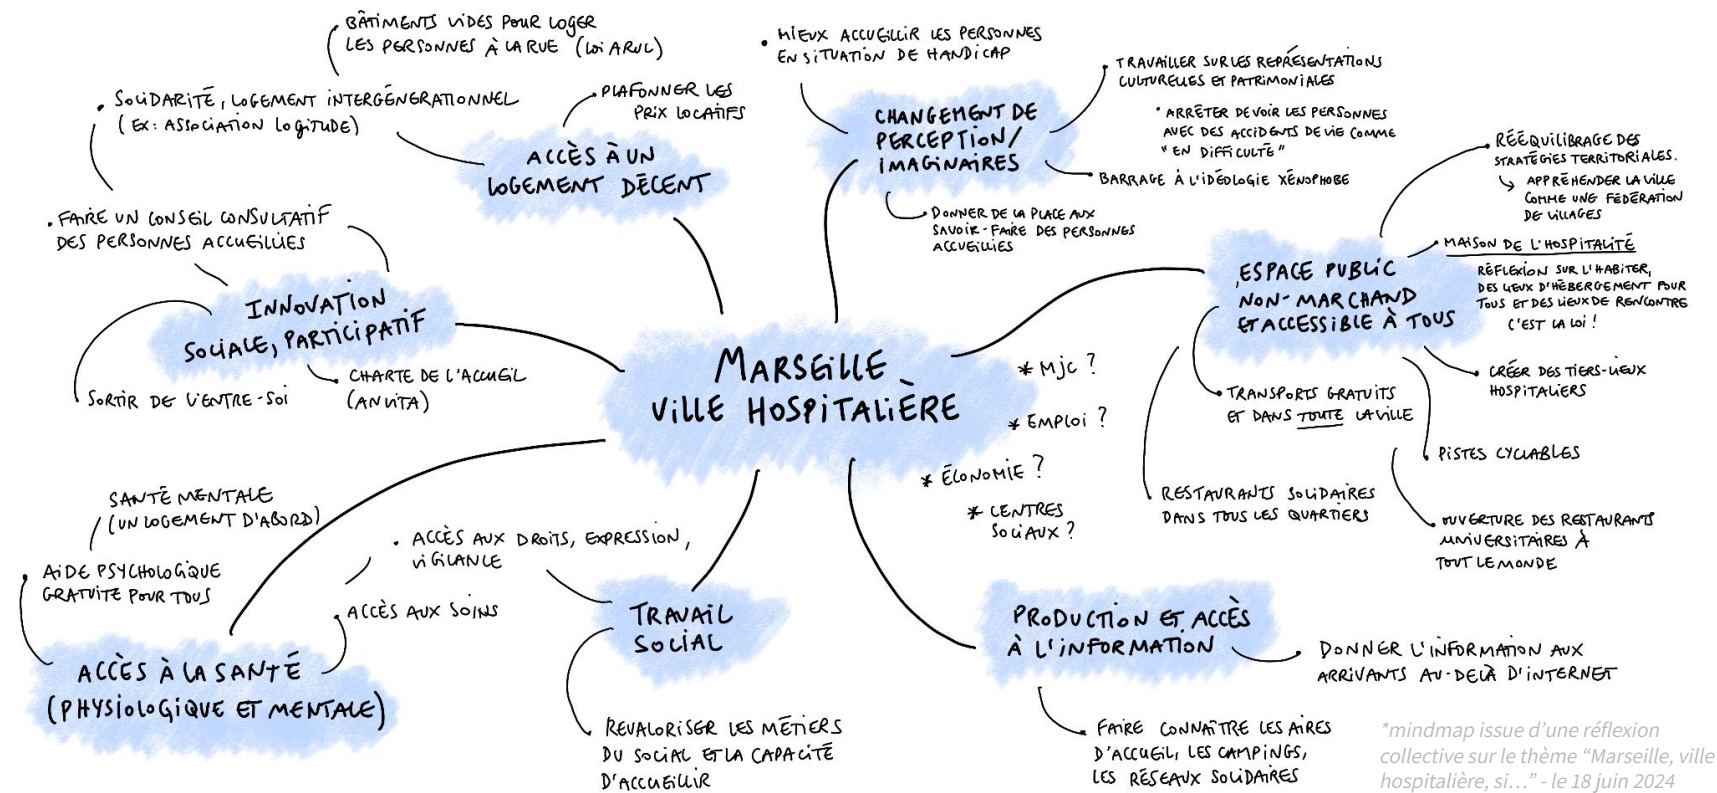 BÂTIMENTS VIDES POUR LOGER
LES PERSONNES À LA RUE (LOI ARUL)
• SOLIDARITÉ, LOGEMENT INTERGÉNERATIONNEL
(EX: ASSOCIATION LOGITUDE)
• PLAFONNER LES
PRIX LOCATIFS
ACCÈS À UN
LOGEMENT DÉCENT
• FAIRE UN CONSEIL CONSULTATIF
DES PERSONNES ACCUEILLIES
INNOVATION
SOCIALE, PARTICIPATIF
SORTIR DE L'ENTRE-SOI
• CHARTE DE L'ACCUEIL
(ANVITA)
• MIEUX ACCUEILLIR LES PERSONNES
EN SITUATION DE HANDICAP
CHANGEMENT DE
PERCEPTION/
IMAGINAIRES
• TRAVAILLER SUR LES REPRÉSENTATIONS
CULTURELLES ET PATRIMONIALES
• ARRÊTER DE VOIR LES PERSONNES
AVEC DES ACCIDENTS DE VIE COMME
"EN DIFFICULTÉ"
• BARRAGE À L'IDÉOLOGIE XÉNOPHOBE
• DONNER DE LA PLACE AUX
SAVOIR-FAIRE DES PERSONNES
ACCUEILLIES
• RÉÉQUILIBRAGE DES
STRATÉGIES TERRITORIALES.
↳ APPRÉHENDER LA VILLE
COMME UNE FÉDÉRATION
DE VILLAGES
• MAISON DE L'HOSPITALITÉ
RÉFLEXION SUR L'HABITER,
DES LIEUX D'HÉBERGEMENT POUR
TOUS ET DES LIEUX DE RENCONTRE
C'EST LA LOI !
ESPACE PUBLIC
NON-MARCHAND
ET ACCESSIBLE À TOUS
• CRÉER DES TIERS-LIEUX
HOSPITALIERS
• TRANSPORTS GRATUITS
ET DANS TOUTE LA VILLE
• PISTES CYCLABLES
• RESTAURANTS SOLIDAIRES
DANS TOUS LES QUARTIERS
• OUVERTURE DES RESTAURANTS
UNIVERSITAIRES À
TOUT LE MONDE
MARSEILLE
VILLE HOSPITALIÈRE
* MJC ?
* EMPLOI ?
* ÉCONOMIE ?
* CENTRES
SOCIAUX ?
SANTÉ MENTALE
(UN LOGEMENT D'ABORD)
• AIDE PSYCHOLOGIQUE
GRATUITE POUR TOUS
• ACCÈS AUX DROITS, EXPRESSION,
VIGILANCE
• ACCÈS AUX SOINS
ACCÈS À LA SANTÉ
(PHYSIOLOGIQUE ET MENTALE)
TRAVAIL
SOCIAL
• REVALORISER LES MÉTIERS
DU SOCIAL ET LA CAPACITÉ
D'ACCUEILLIR
PRODUCTION ET ACCÈS
À L'INFORMATION
• DONNER L'INFORMATION AUX
ARRIVANTS AU-DELÀ D'INTERNET
• FAIRE CONNAÎTRE LES AIRES
D'ACCUEIL, LES CAMPINGS,
LES RÉSEAUX SOLIDAIRES
*mindmap issue d'une réflexion
collective sur le thème "Marseille, ville
hospitalière, si…" - le 18 juin 2024